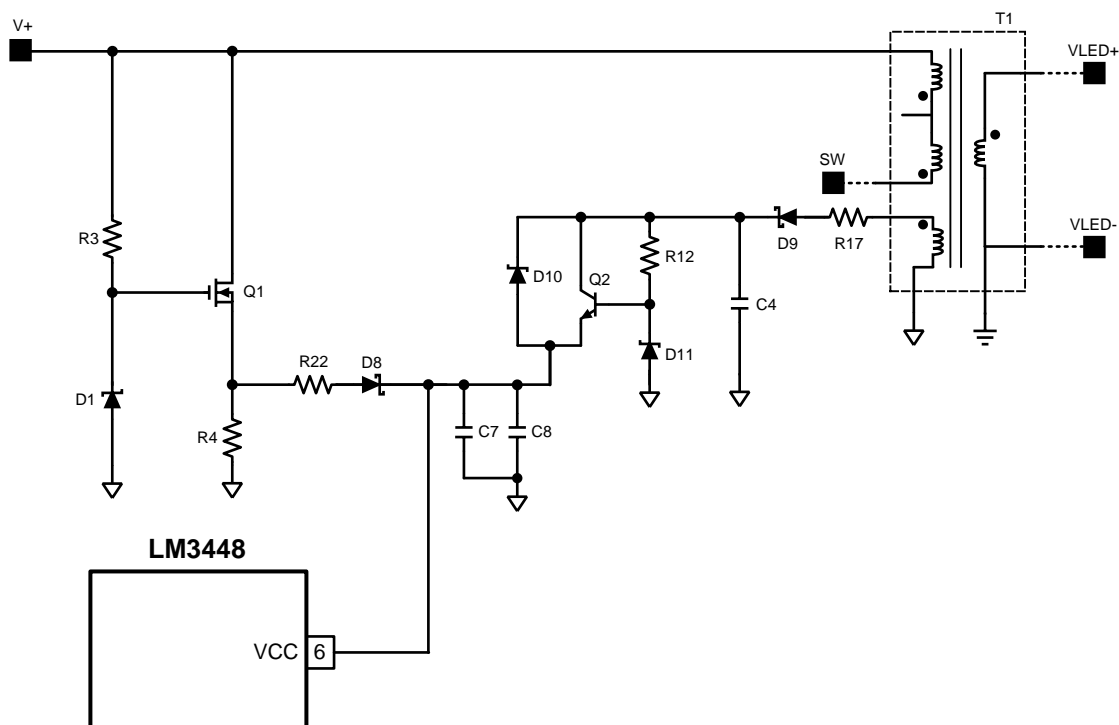 V+
T1
VLED+
SW
VLED-
R3
D9
R17
D10
Q2
R12
Q1
C4
D11
R22
D8
D1
R4
C7
C8
LM3448
VCC 6